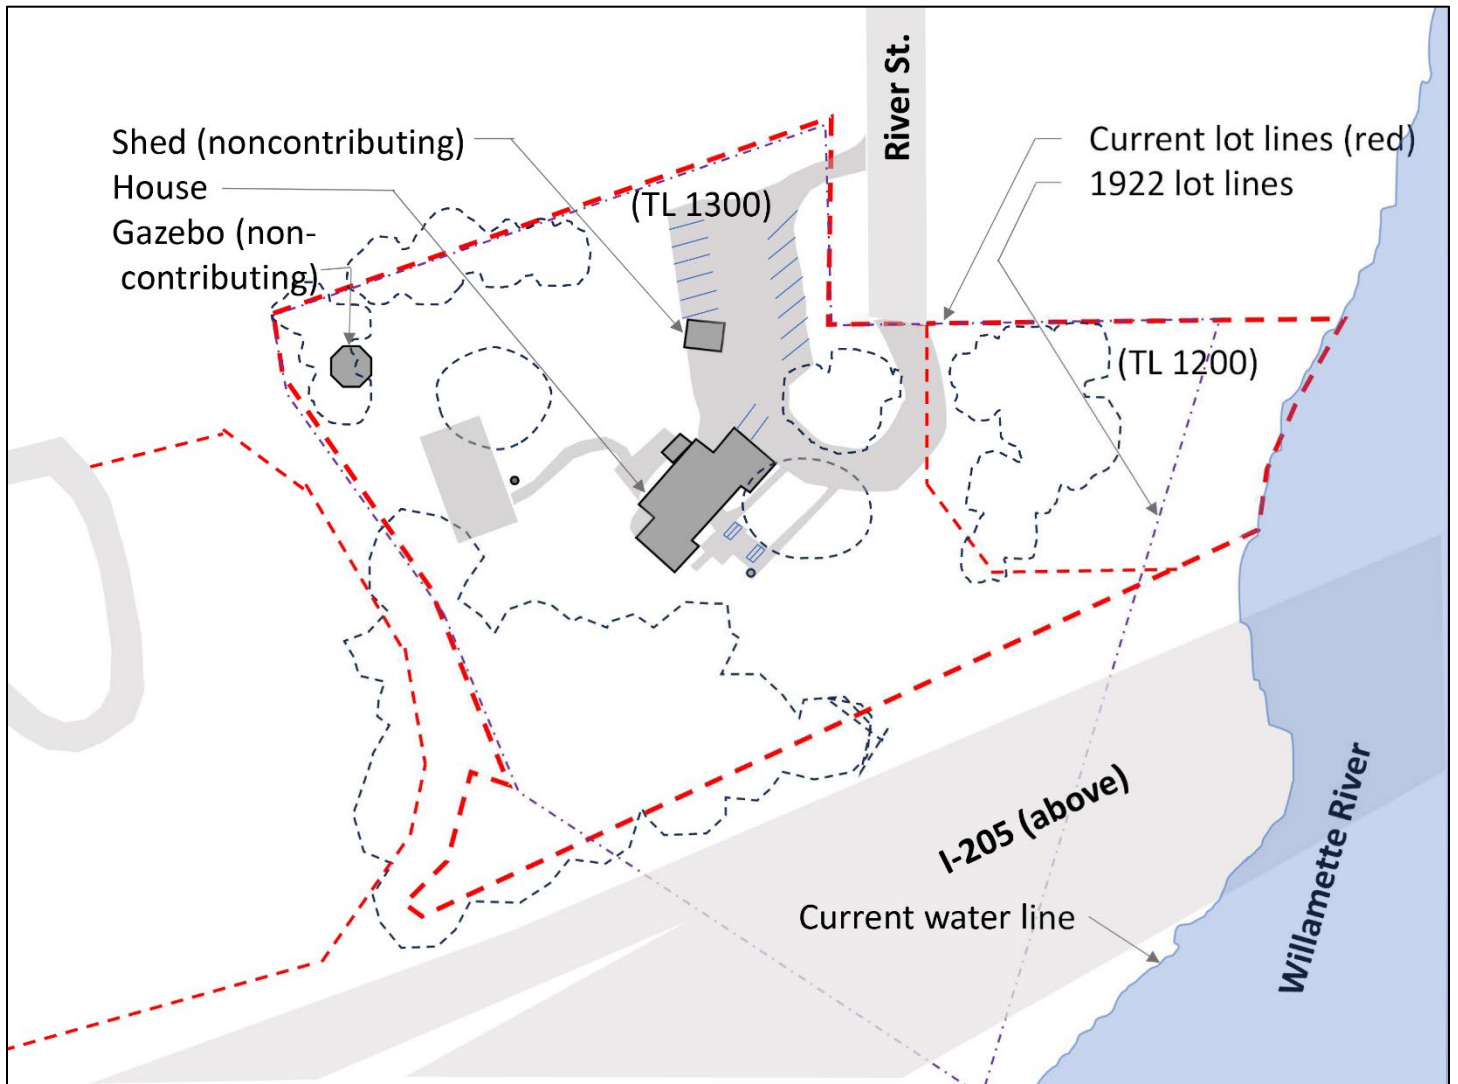 River St.
Shed (noncontributing)
House
Gazebo (non-
contributing)
(TL 1300)
Current lot lines (red)
1922 lot lines
(TL 1200)
I-205 (above)
Current water line
Willamette River